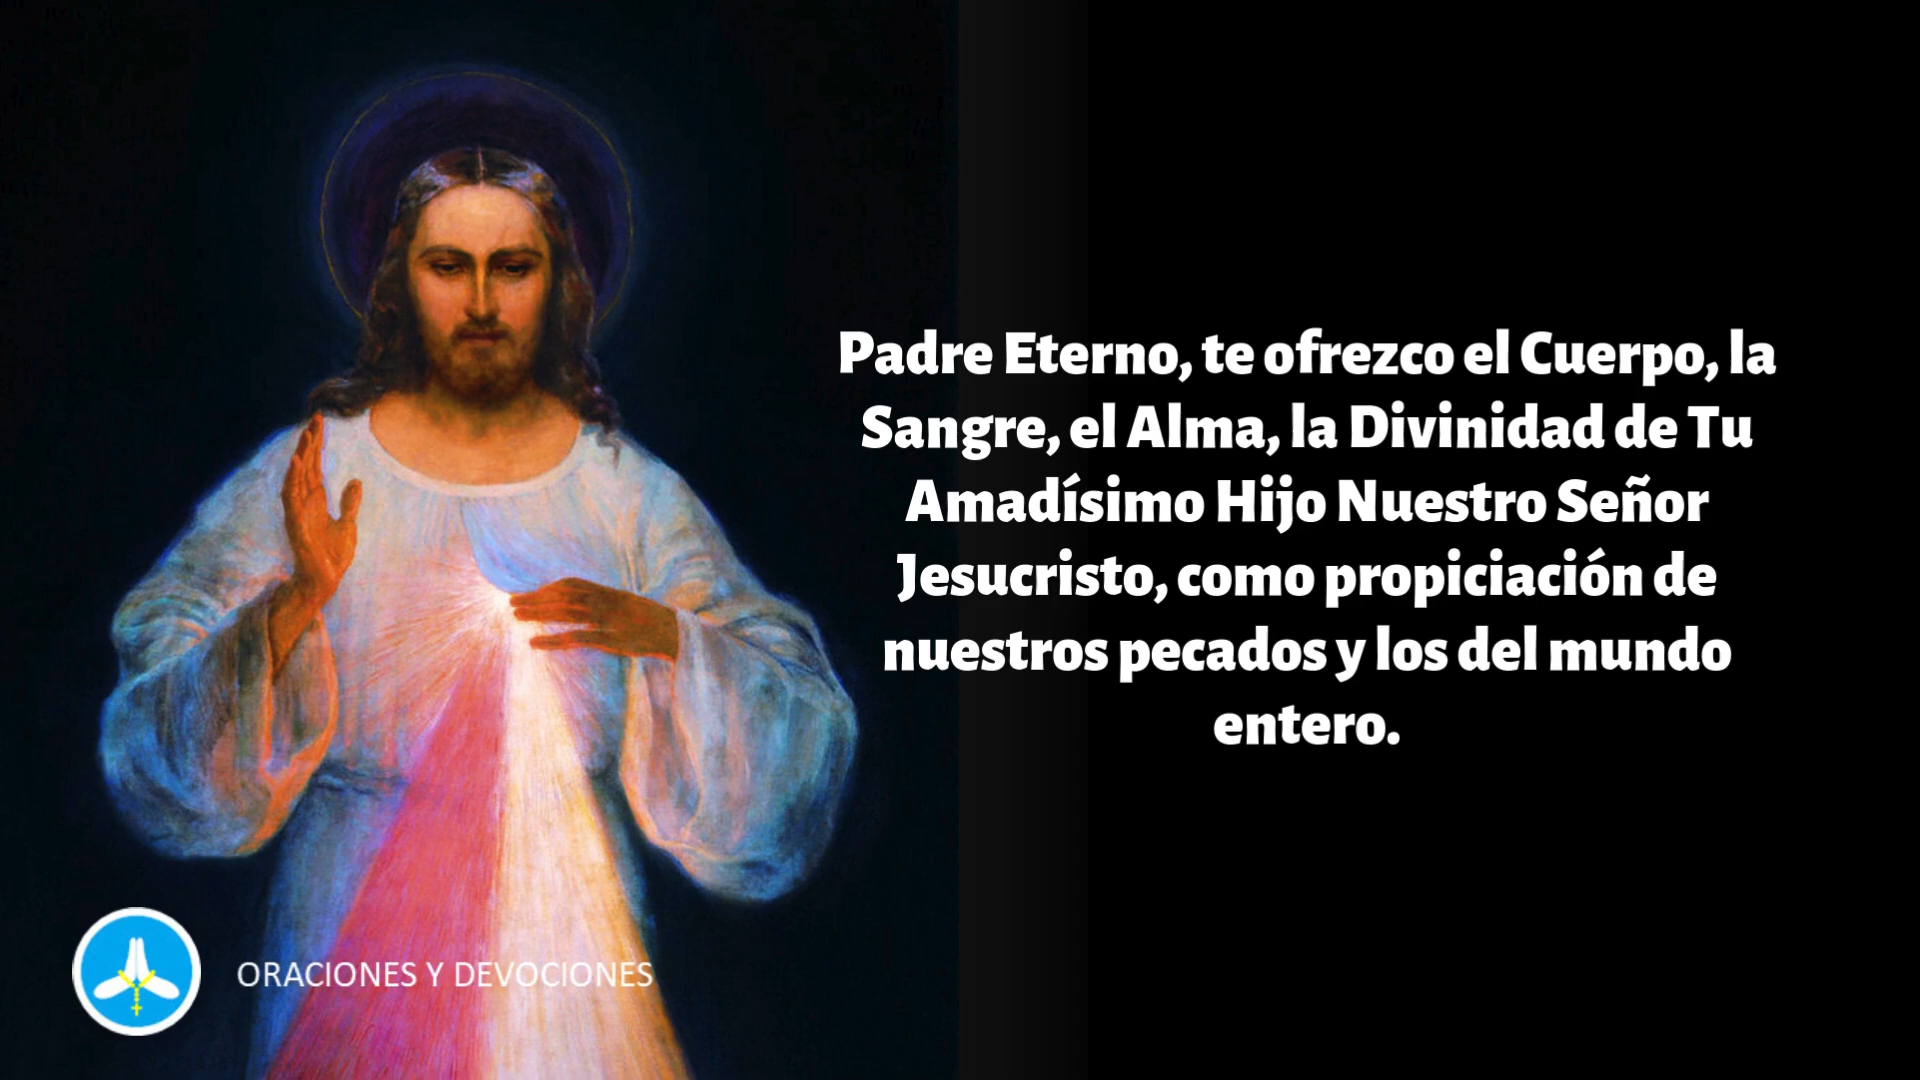 Padre Eterno, te ofrezco el Cuerpo, la
Sangre, el Alma, la Divinidad de Tu
Amadísimo Hijo Nuestro Señor
Jesucristo, como propiciación de
nuestros pecados y los del mundo
entero.
ORACIONES Y DEVOCIONES